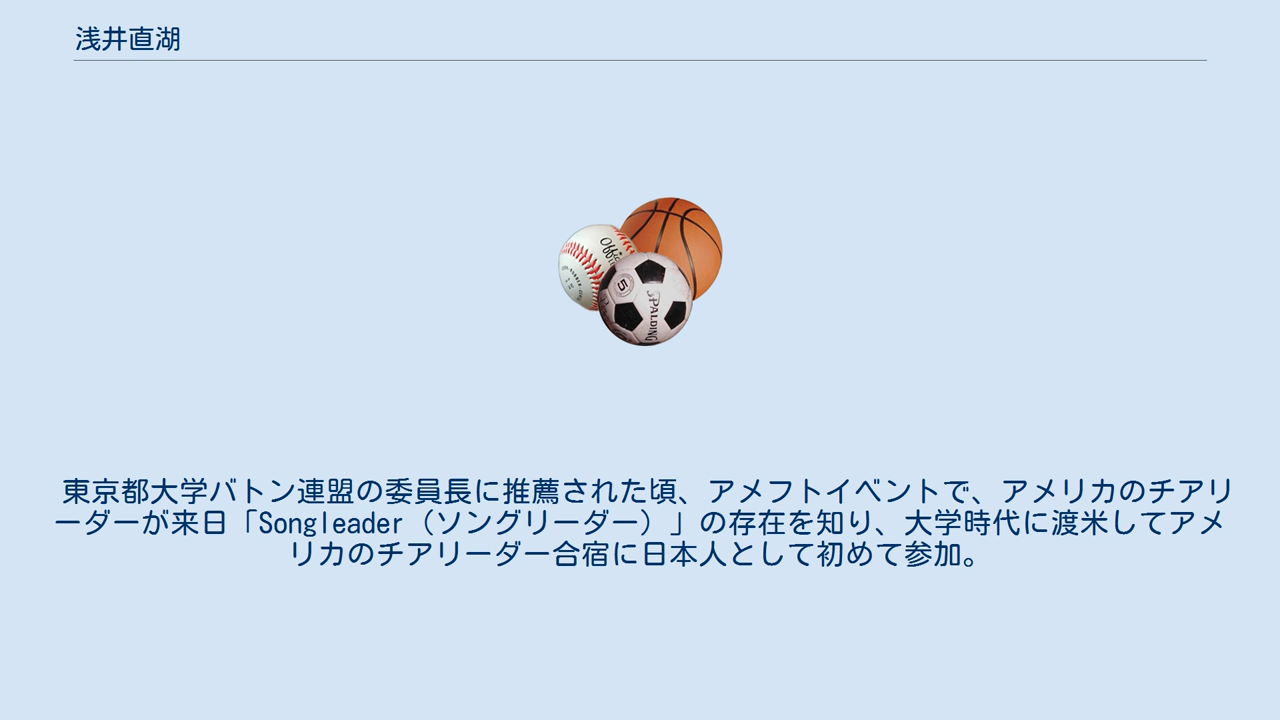 浅井直湖
Offic
5
SPALDING
東京都大学バトン連盟の委員長に推薦された頃、アメフトイベントで、アメリカのチアリ
ーダーが来日「Songleader（ソングリーダー）」の存在を知り、大学時代に渡米してアメ
リカのチアリーダー合宿に日本人として初めて参加。